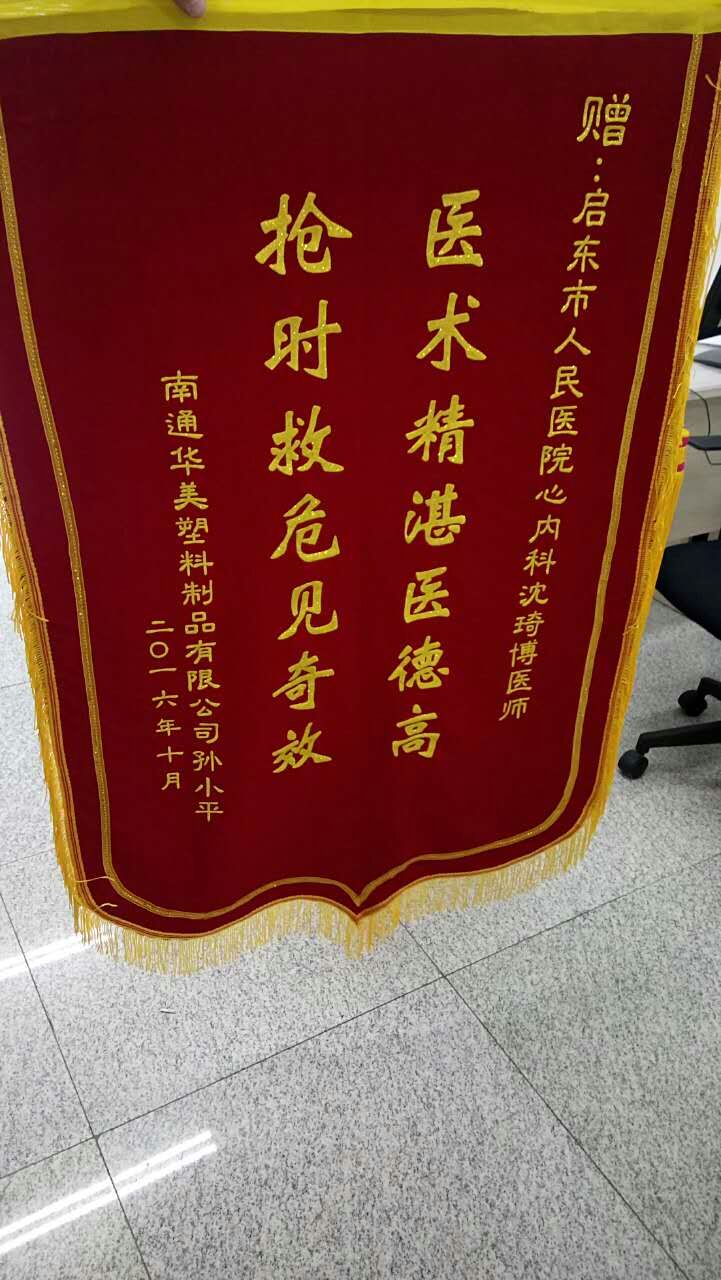 赠：启东市人民医院心内科沈琦博医师
医术精湛医德高
抢时救危见奇效
南通华美塑料制品有限公司孙小平
二〇一六年十月